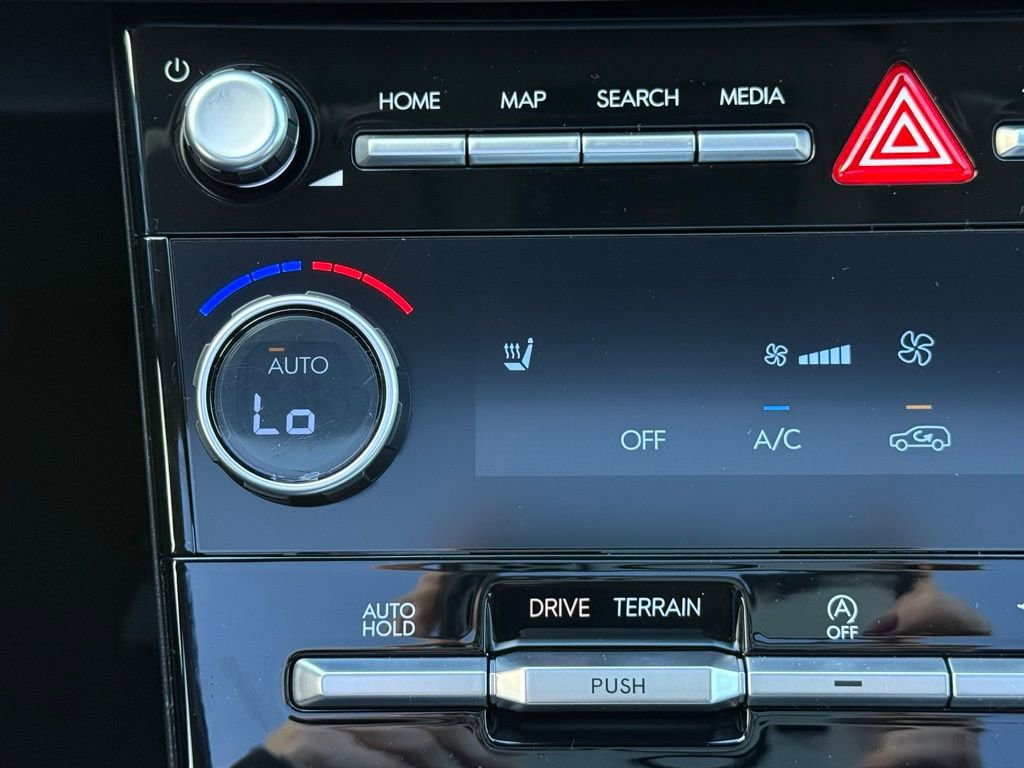 HOME MAP SEARCH MEDIA
AUTO
Lo
OFF A/C
AUTO
HOLD
DRIVE TERRAIN
A
OFF
PUSH